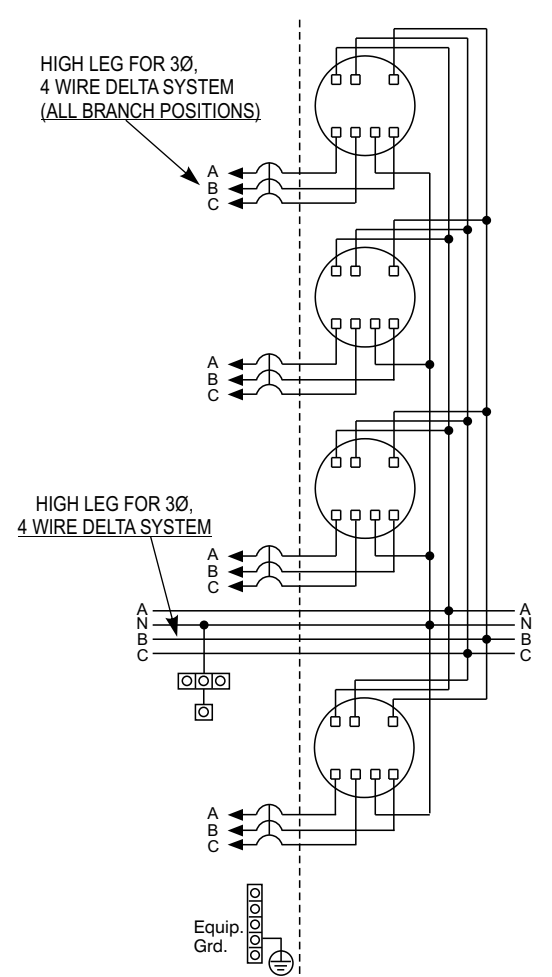 HIGH LEG FOR 3Ø,
4 WIRE DELTA SYSTEM
(ALL BRANCH POSITIONS)
A
B
C
A
B
C
HIGH LEG FOR 3Ø,
4 WIRE DELTA SYSTEM
A
B
C
A A
N N
B B
C C
A
B
C
Equip.
Grd.